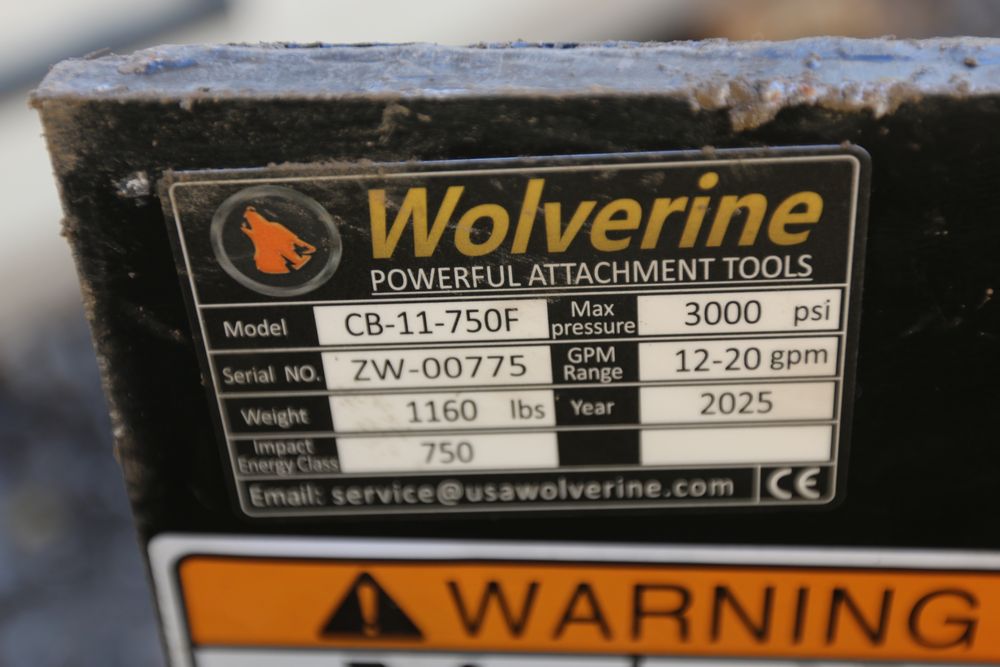 Wolverine
POWERFUL ATTACHMENT TOOLS
Model CB-11-750F Max pressure 3000 psi
Serial NO. ZW-00775 GPM Range 12-20 gpm
Weight 1160 lbs Year 2025
Impact Energy Class 750
Email: service@usawolverine.com CE
WARNING